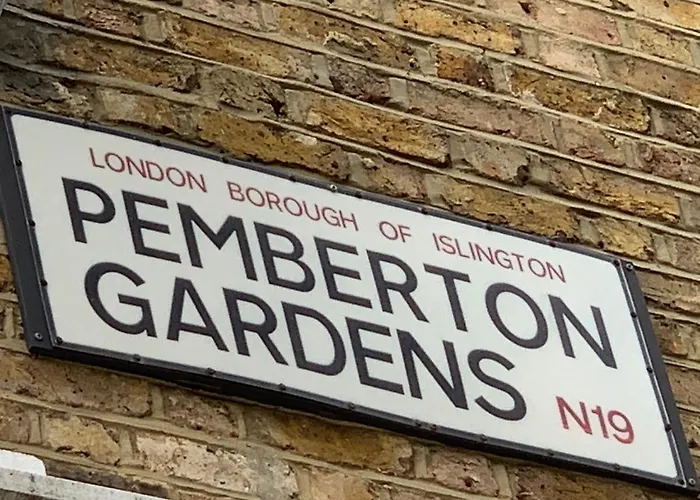 LONDON BOROUGH OF ISLINGTON
PEMBERTON
GARDENS N19